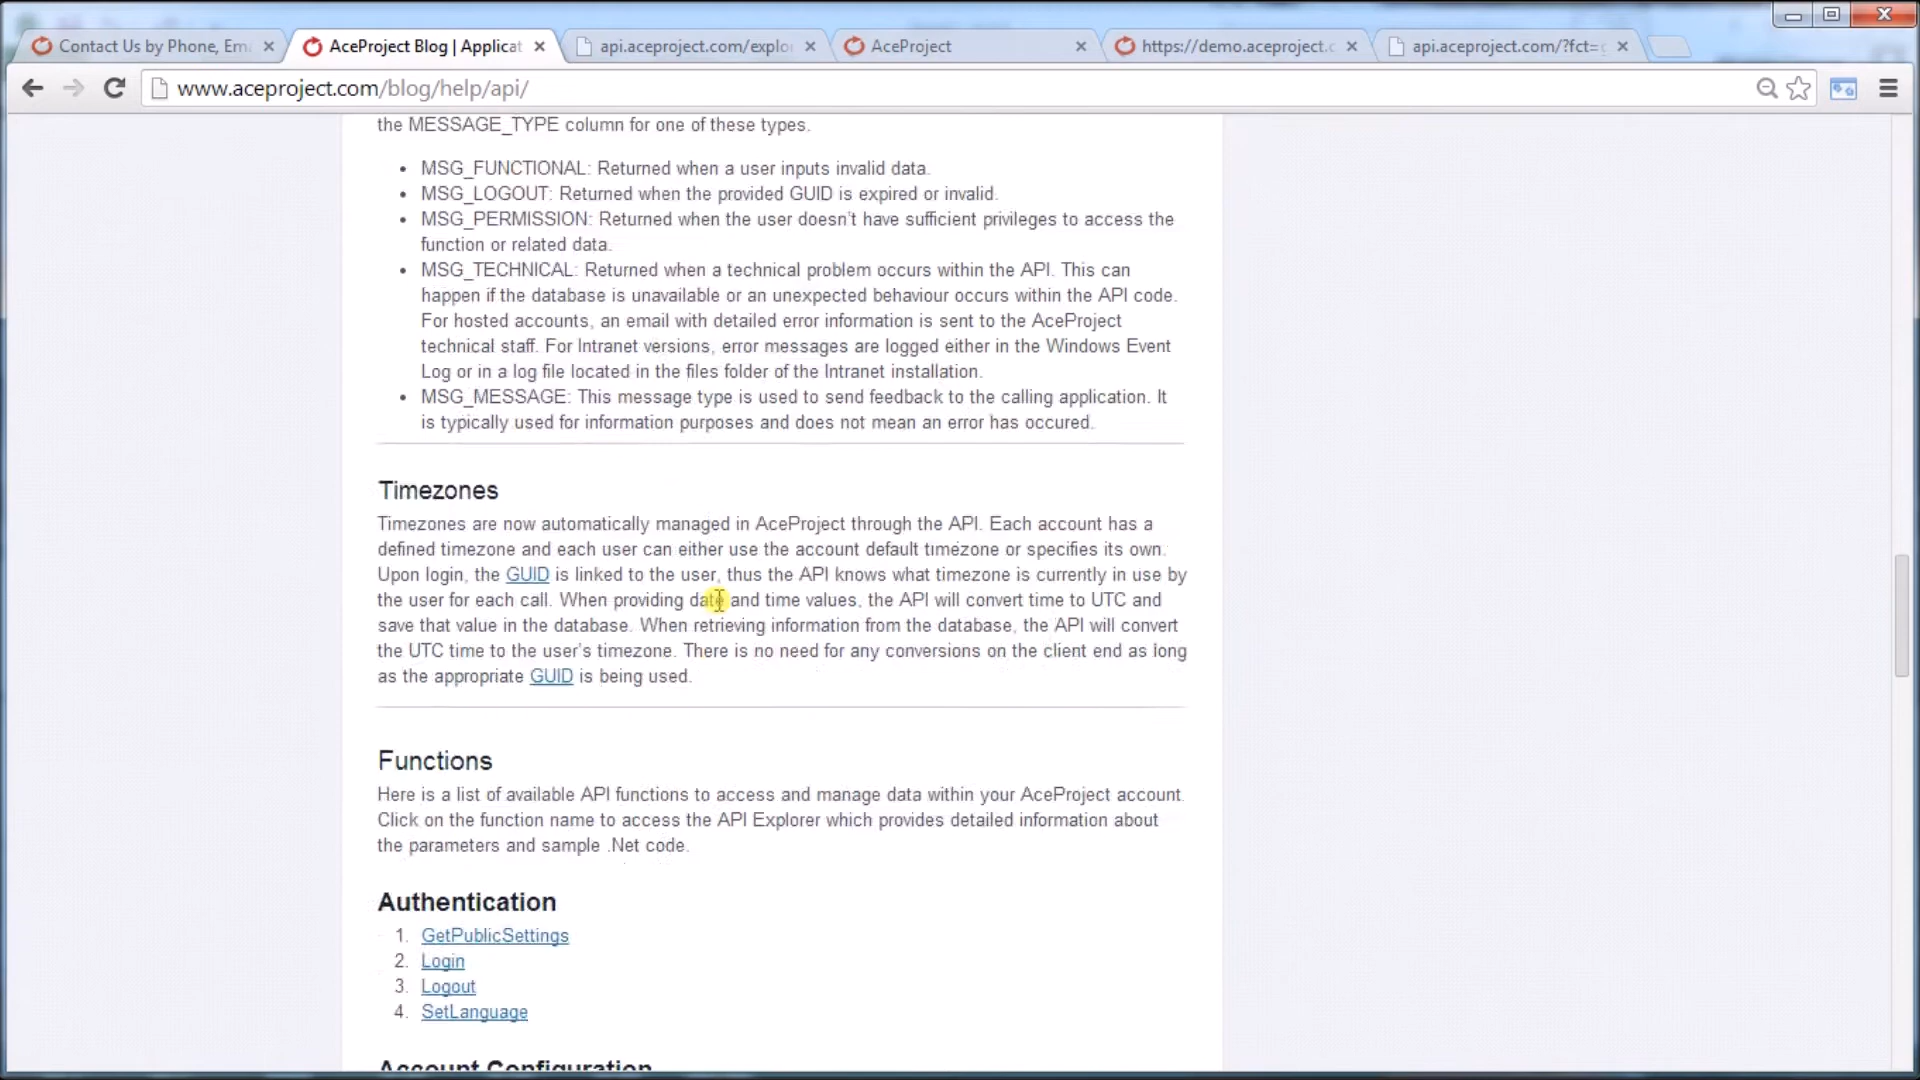 Contact Us by Phone, Em
AceProject Blog | Applicat
api.aceproject.com/explo
AceProject
https://demo.aceproject.c
api.aceproject.com/?fct=
www.aceproject.com/blog/help/api/
the MESSAGE_TYPE column for one of these types.
• MSG_FUNCTIONAL: Returned when a user inputs invalid data.
• MSG_LOGOUT: Returned when the provided GUID is expired or invalid.
• MSG_PERMISSION: Returned when the user doesn't have sufficient privileges to access the
function or related data.
• MSG_TECHNICAL: Returned when a technical problem occurs within the API. This can
happen if the database is unavailable or an unexpected behaviour occurs within the API code.
For hosted accounts, an email with detailed error information is sent to the AceProject
technical staff. For Intranet versions, error messages are logged either in the Windows Event
Log or in a log file located in the files folder of the Intranet installation.
• MSG_MESSAGE: This message type is used to send feedback to the calling application. It
is typically used for information purposes and does not mean an error has occured.
Timezones
Timezones are now automatically managed in AceProject through the API. Each account has a
defined timezone and each user can either use the account default timezone or specifies its own.
Upon login, the GUID is linked to the user, thus the API knows what timezone is currently in use by
the user for each call. When providing date and time values, the API will convert time to UTC and
save that value in the database. When retrieving information from the database, the API will convert
the UTC time to the user's timezone. There is no need for any conversions on the client end as long
as the appropriate GUID is being used.
Functions
Here is a list of available API functions to access and manage data within your AceProject account.
Click on the function name to access the API Explorer which provides detailed information about
the parameters and sample .Net code.
Authentication
1. GetPublicSettings
2. Login
3. Logout
4. SetLanguage
Account Configuration